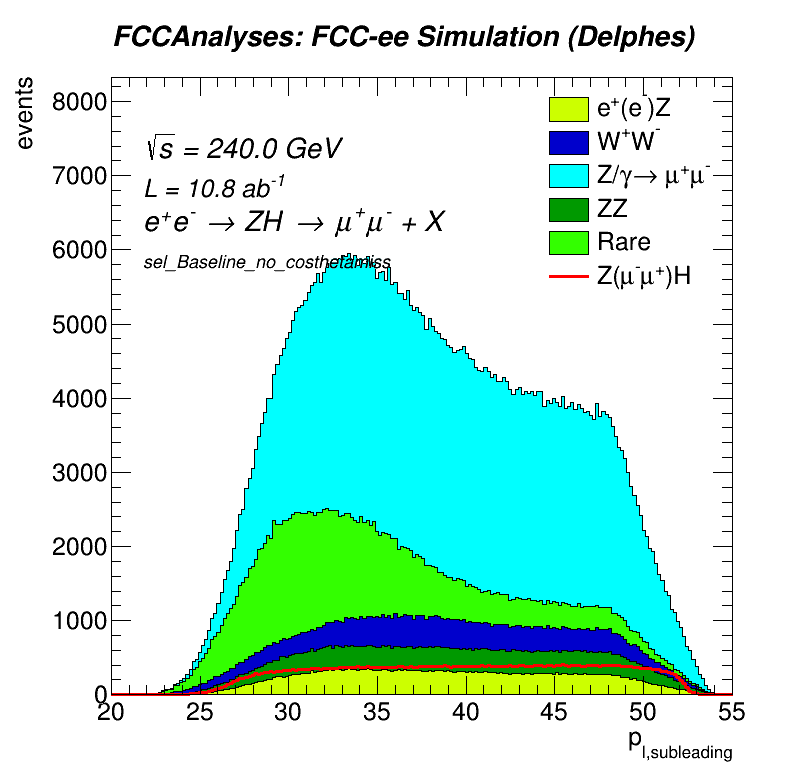 FCCAnalyses: FCC-ee Simulation (Delphes)
events
8000
7000
6000
5000
4000
3000
2000
1000
0
√s = 240.0 GeV
L = 10.8 ab⁻¹
e⁺e⁻ → ZH → μ⁺μ⁻ + X
sel_Baseline_no_costhetamiss
e⁺(e⁻)Z
W⁺W⁻
Z/γ→ μ⁺μ⁻
ZZ
Rare
Z(μ⁻μ⁺)H
20 25 30 35 40 45 50 55
p_l,subleading